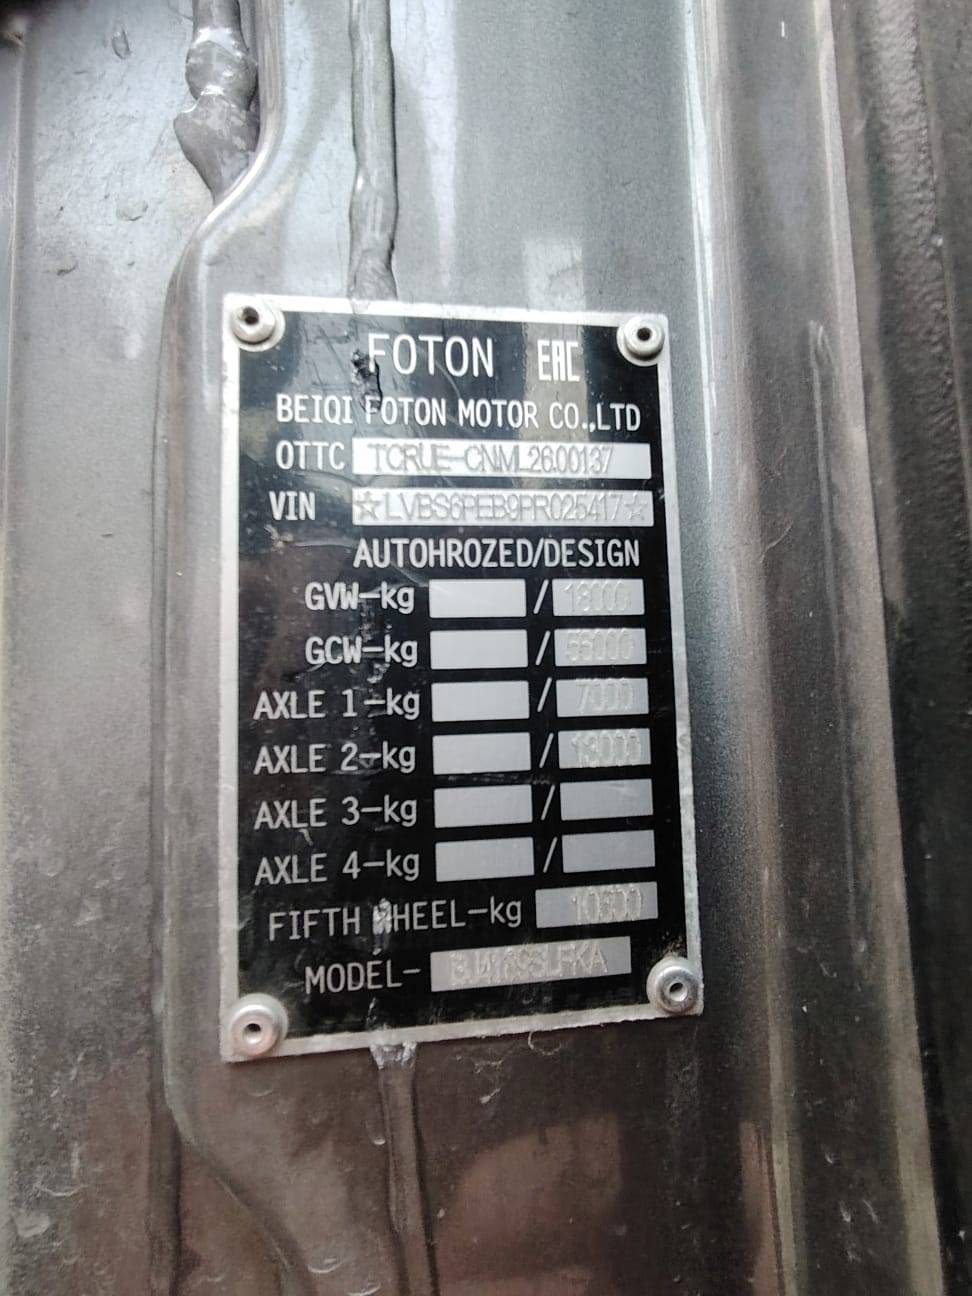 FOTON EAC
BEIQI FOTON MOTOR CO.,LTD
OTTC TCRUE-CNML26.00137
VIN ☆LVBS6PEB9PR025417☆
AUTOHROZED/DESIGN
GVW-kg / 18000
GCW-kg / 55000
AXLE 1-kg / 7000
AXLE 2-kg / 13000
AXLE 3-kg /
AXLE 4-kg /
FIFTH WHEEL-kg
MODEL-